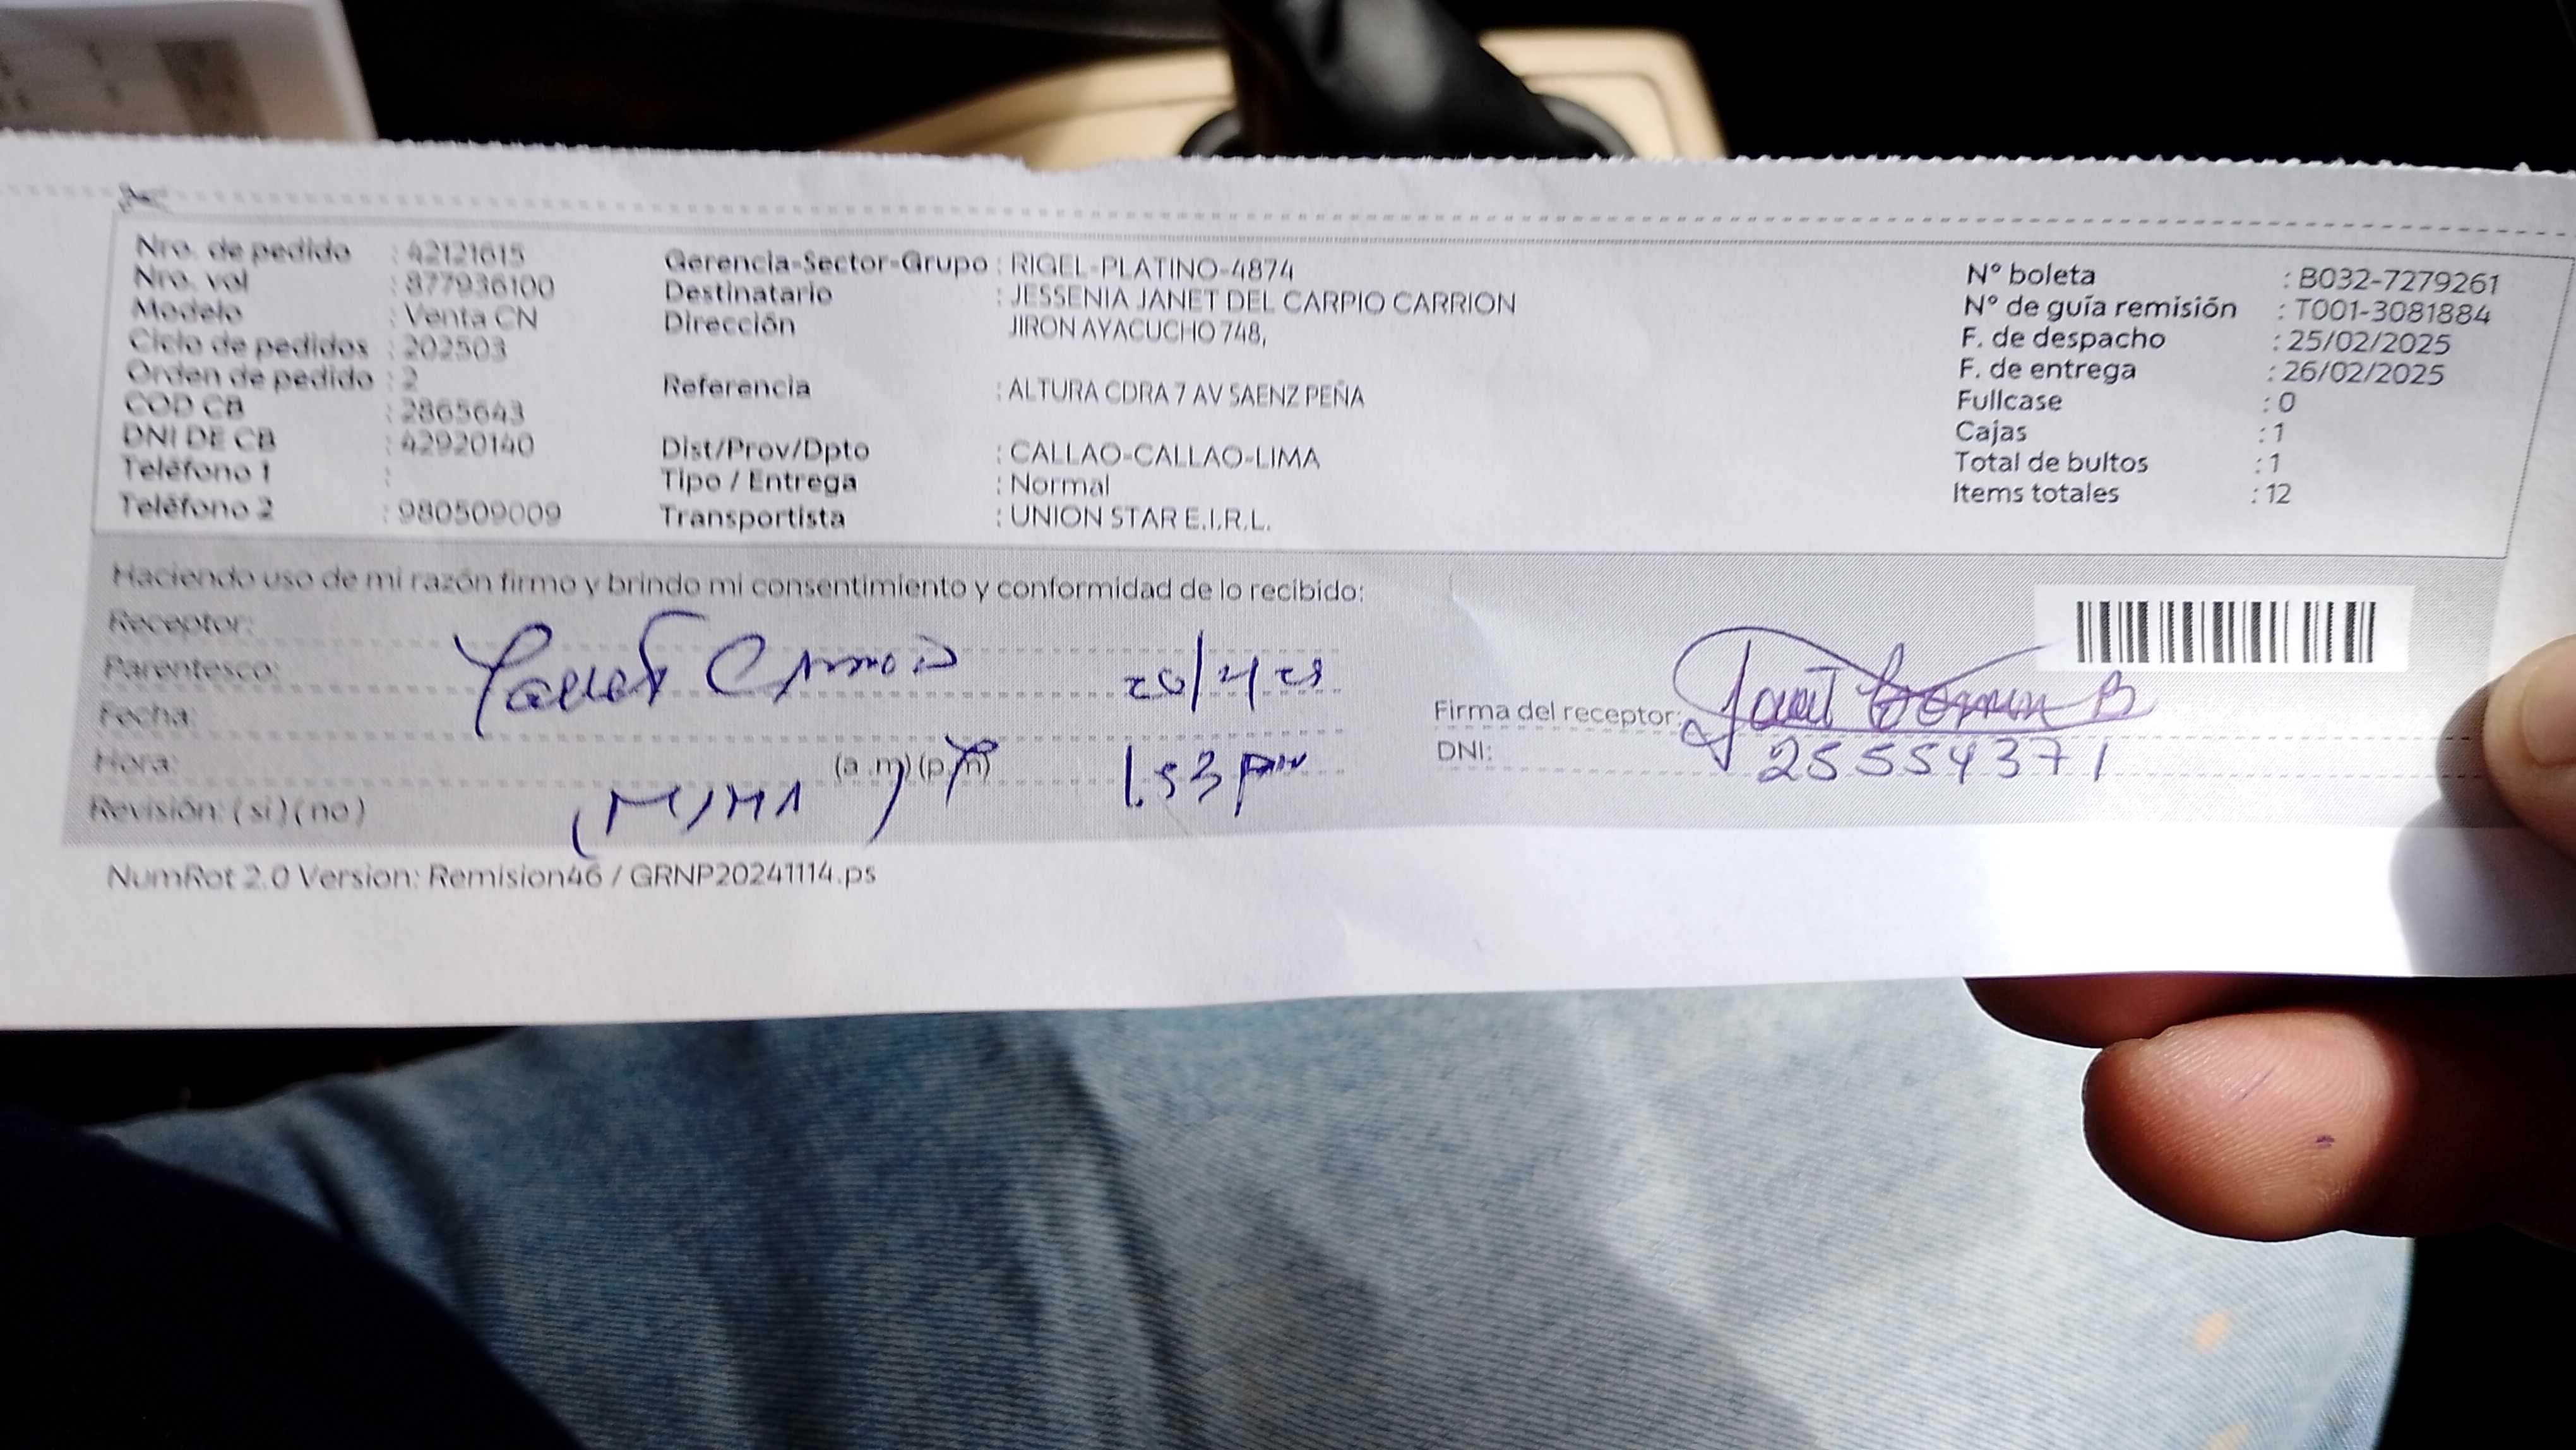 Nro. de pedido : 42121615
Nro. vol : 877936100
Modelo : Venta CN
Ciclo de pedidos : 202503
Orden de pedido : 2
COD CB : 2865643
DNI DE CB : 42920140
Teléfono 1 :
Teléfono 2 : 980509009
Gerencia-Sector-Grupo : RIGEL-PLATINO-4874
Destinatario : JESSENIA JANET DEL CARPIO CARRION
Dirección JIRON AYACUCHO 748,
Referencia : ALTURA CDRA 7 AV SAENZ PEÑA
Dist/Prov/Dpto : CALLAO-CALLAO-LIMA
Tipo / Entrega : Normal
Transportista : UNION STAR E.I.R.L.
N° boleta : B032-7279261
N° de guía remisión : T001-3081884
F. de despacho : 25/02/2025
F. de entrega : 26/02/2025
Fullcase : 0
Cajas : 1
Total de bultos : 1
Items totales : 12
Haciendo uso de mi razón firmo y brindo mi consentimiento y conformidad de lo recibido:
Receptor:
Parentesco:
Fecha:
Hora: (a.m) (p.m) 1.53 pm
Revisión: (si) (no)
Firma del receptor:
DNI: 25554371
NumRot 2.0 Version: Remision46 / GRNP20241114.ps